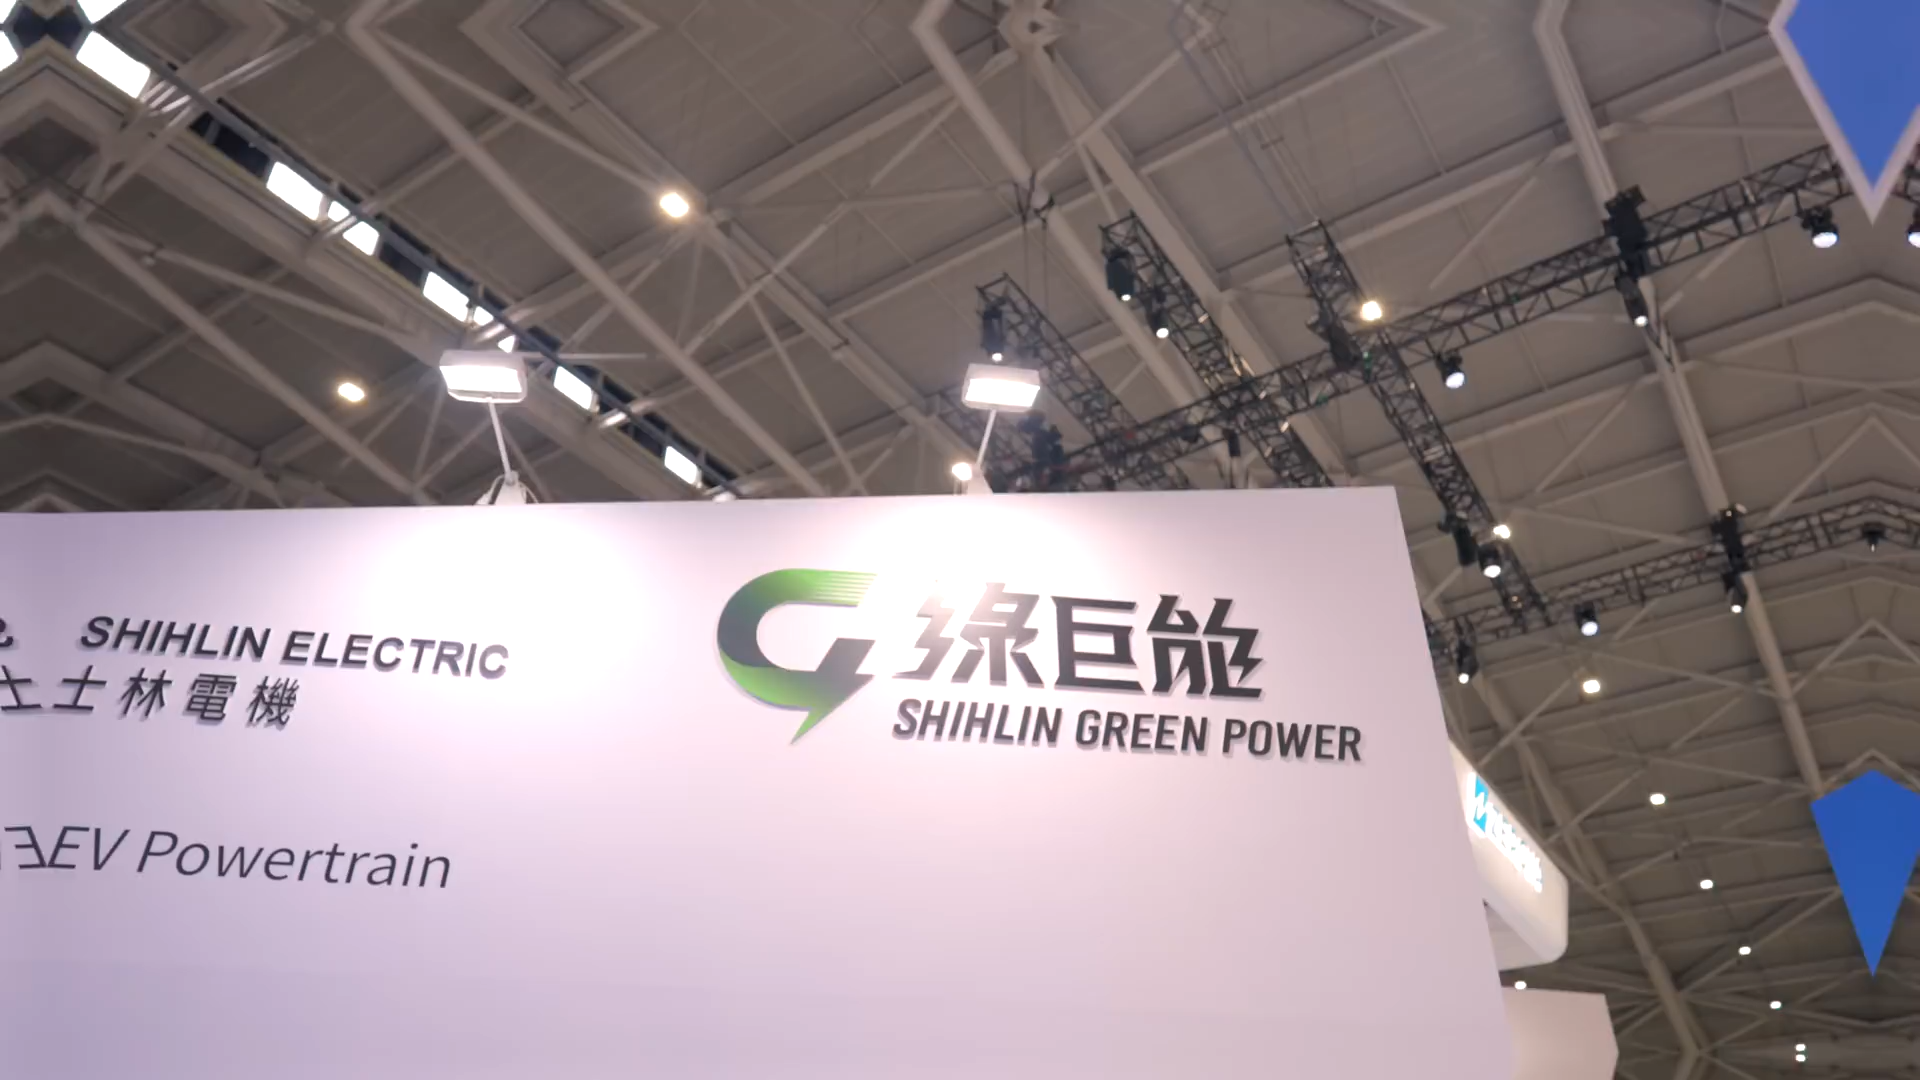 SHIHLIN ELECTRIC
士林電機
EV Powertrain
綠巨能
SHIHLIN GREEN POWER